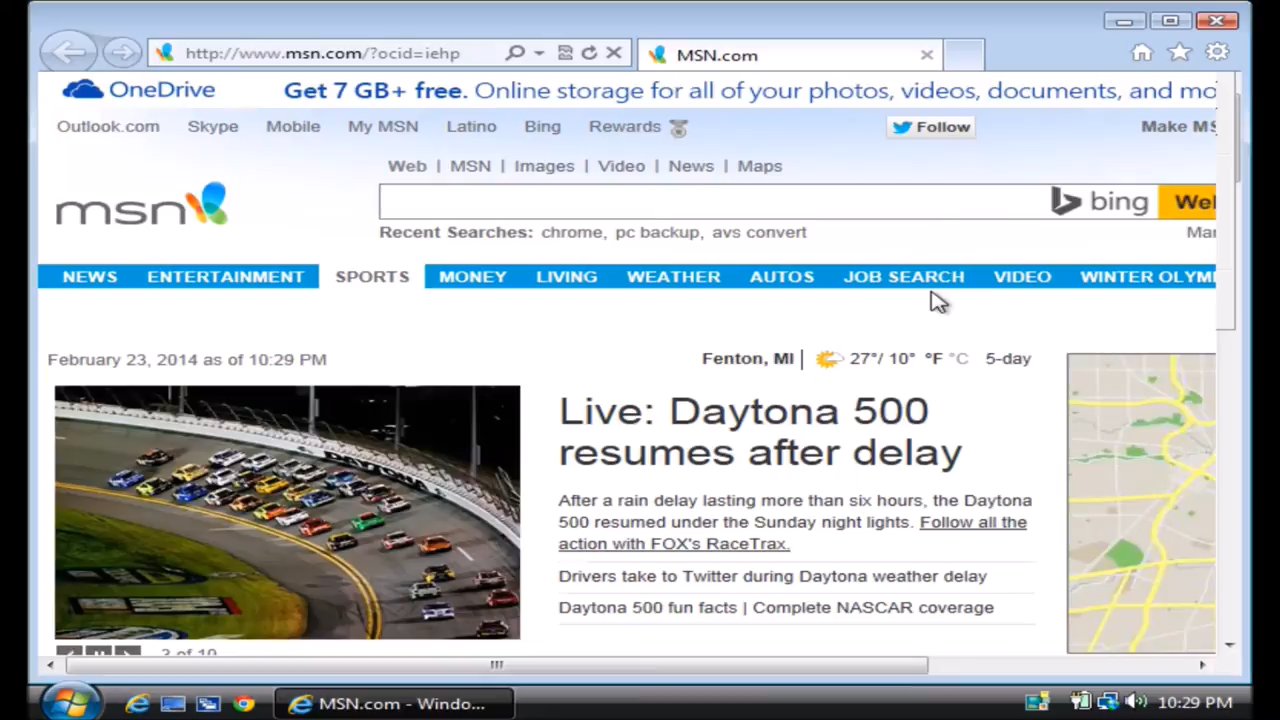 http://www.msn.com/?ocid=iehp
MSN.com
OneDrive Get 7 GB+ free. Online storage for all of your photos, videos, documents, and mo
Outlook.com Skype Mobile My MSN Latino Bing Rewards Follow Make MS
Web | MSN | Images | Video | News | Maps
msn
bing
Wel
Recent Searches: chrome, pc backup, avs convert
Mar
NEWS ENTERTAINMENT SPORTS MONEY LIVING WEATHER AUTOS JOB SEARCH VIDEO WINTER OLYM
February 23, 2014 as of 10:29 PM
Fenton, MI | 27°/ 10° °F °C 5-day
Live: Daytona 500
resumes after delay
After a rain delay lasting more than six hours, the Daytona
500 resumed under the Sunday night lights. Follow all the
action with FOX's RaceTrax.
Drivers take to Twitter during Daytona weather delay
Daytona 500 fun facts | Complete NASCAR coverage
3 of 10
MSN.com - Windo...
10:29 PM